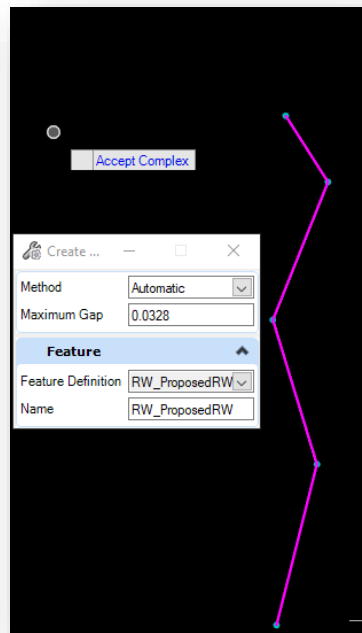 Accept Complex
Create ...
Method Automatic
Maximum Gap 0.0328
Feature
Feature Definition RW_ProposedRW
Name RW_ProposedRW